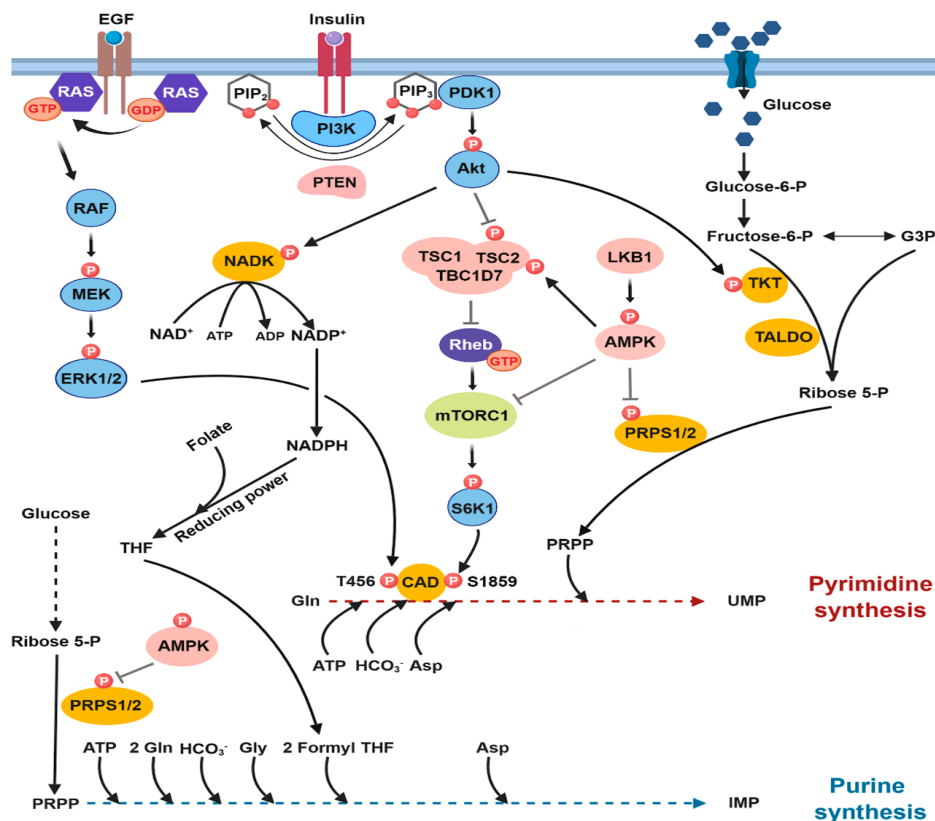 EGF
Insulin
RAS
RAS
GTP
GDP
PIP2
PIP3
PDK1
PI3K
PTEN
Glucose
P
Akt
Glucose-6-P
RAF
Fructose-6-P
G3P
P
NADK
P
TSC1
TSC2
TBC1D7
P
LKB1
P
TKT
P
MEK
NAD+
ATP
ADP
NADP+
P
AMPK
TALDO
Rheb
GTP
P
ERK1/2
Ribose 5-P
mTORC1
P
PRPS1/2
Folate
NADPH
Reducing power
P
S6K1
Glucose
THF
PRPP
T456
P
CAD
P
S1859
Gln
UMP
Pyrimidine
synthesis
ATP
HCO3-
Asp
Ribose 5-P
P
AMPK
P
PRPS1/2
ATP
2 Gln
HCO3-
Gly
2 Formyl THF
Asp
PRPP
IMP
Purine
synthesis